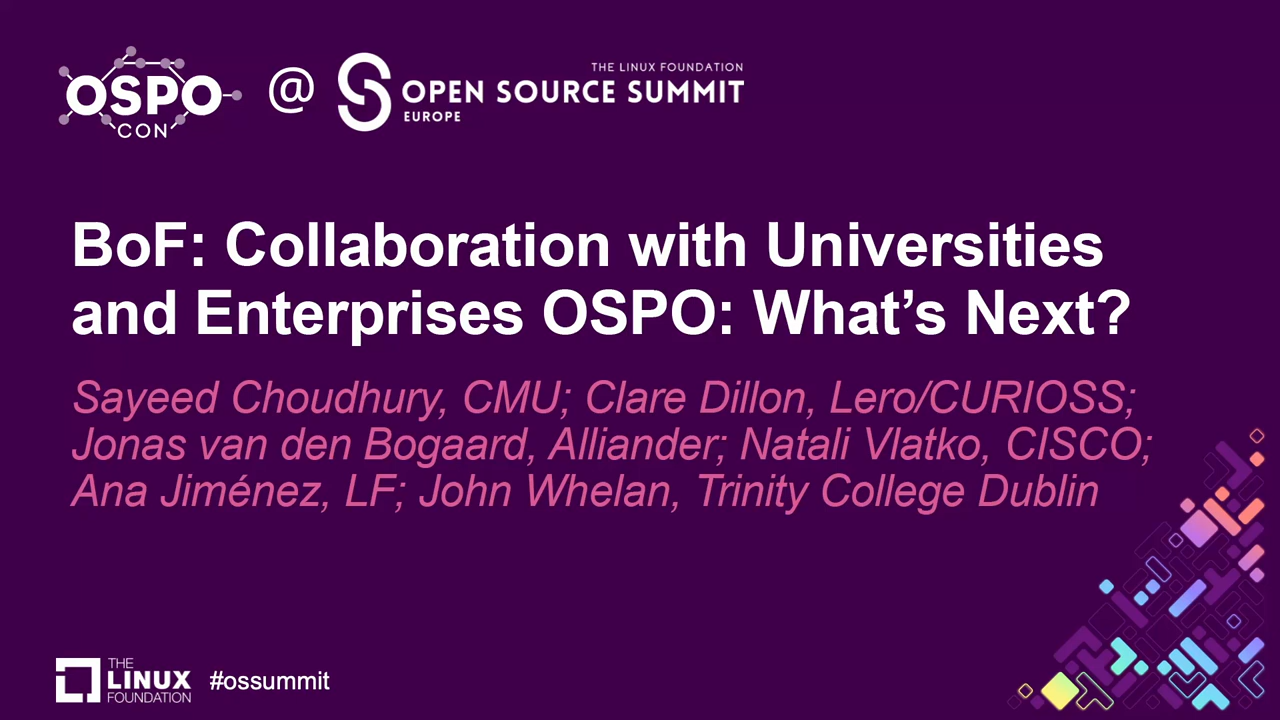 OSPO
CON
@
THE LINUX FOUNDATION
OPEN SOURCE SUMMIT
EUROPE
BoF: Collaboration with Universities
and Enterprises OSPO: What’s Next?
Sayeed Choudhury, CMU; Clare Dillon, Lero/CURIOSS;
Jonas van den Bogaard, Alliander; Natali Vlatko, CISCO;
Ana Jiménez, LF; John Whelan, Trinity College Dublin
THE
LINUX
FOUNDATION
#ossummit